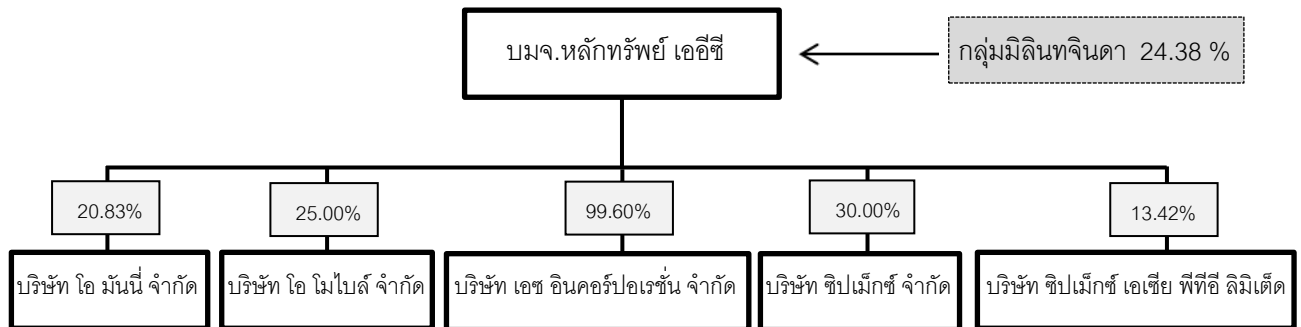 บมจ.หลักทรัพย์ เออีซี
กลุ่มมิลินทจินดา 24.38 %
20.83%
25.00%
99.60%
30.00%
13.42%
บริษัท โอ มันนี่ จำกัด
บริษัท โอ โมไบล์ จำกัด
บริษัท เอซ อินคอร์ปอเรชั่น จำกัด
บริษัท ซิปเม็กซ์ จำกัด
บริษัท ซิปเม็กซ์ เอเซีย พีทีอี ลิมิเต็ด